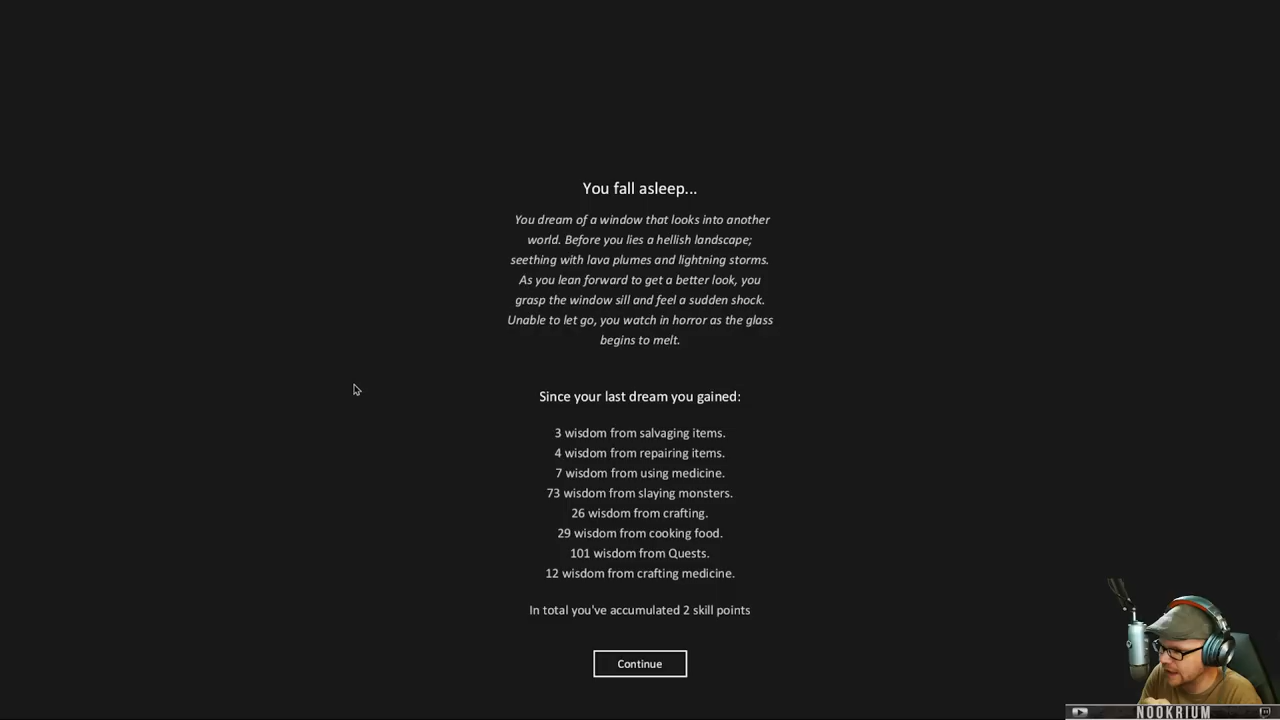 You fall asleep...
You dream of a window that looks into another
world. Before you lies a hellish landscape;
seething with lava plumes and lightning storms.
As you lean forward to get a better look, you
grasp the window sill and feel a sudden shock.
Unable to let go, you watch in horror as the glass
begins to melt.
Since your last dream you gained:
3 wisdom from salvaging items.
4 wisdom from repairing items.
7 wisdom from using medicine.
73 wisdom from slaying monsters.
26 wisdom from crafting.
29 wisdom from cooking food.
101 wisdom from Quests.
12 wisdom from crafting medicine.
In total you've accumulated 2 skill points
Continue
NOOKRIUM